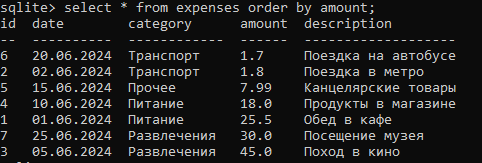 sqlite> select * from expenses order by amount;
id  date        category      amount  description
--  ----------  ------------  ------  -------------------
6   20.06.2024  Транспорт     1.7     Поездка на автобусе
2   02.06.2024  Транспорт     1.8     Поездка в метро
5   15.06.2024  Прочее        7.99    Канцелярские товары
4   10.06.2024  Питание       18.0    Продукты в магазине
1   01.06.2024  Питание       25.5    Обед в кафе
7   25.06.2024  Развлечения   30.0    Посещение музея
3   05.06.2024  Развлечения   45.0    Поход в кино